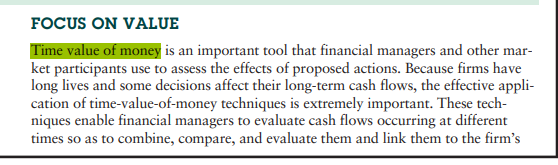 FOCUS ON VALUE
Time value of money is an important tool that financial managers and other mar-
ket participants use to assess the effects of proposed actions. Because firms have
long lives and some decisions affect their long-term cash flows, the effective appli-
cation of time-value-of-money techniques is extremely important. These tech-
niques enable financial managers to evaluate cash flows occurring at different
times so as to combine, compare, and evaluate them and link them to the firm's